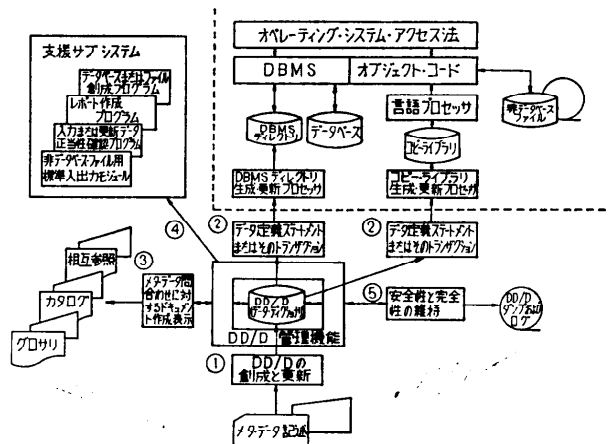 支援サブシステム
データベースまたはファイル
創成プログラム
レポート作成
プログラム
入力または更新データ
正当性確認プログラム
非データベース・ファイル用
標準入出力モジュール
オペレーティング・システム・アクセス法
DBMS
オブジェクト・コード
DBMS
ディレクトリ
データベース
言語プロセッサ
コピーライブラリ
非データベース
ファイル
DBMSディレクトリ
生成・更新プロセッサ
コピー・ライブラリ
生成・更新プロセッサ
②
データ定義ステートメント
またはそのトランザクション
②
データ定義ステートメント
またはそのトランザクション
④
③
相互参照
カタログ
グロサリ
メタ・データ問
合わせに対
するドキュメン
ト作成表示
DD/D
DD/D 管理機能
⑤
安全性と完全
性の維持
DD/D
ダンプおよび
ログ
①
DD/Dの
創成と更新
メタ・データ